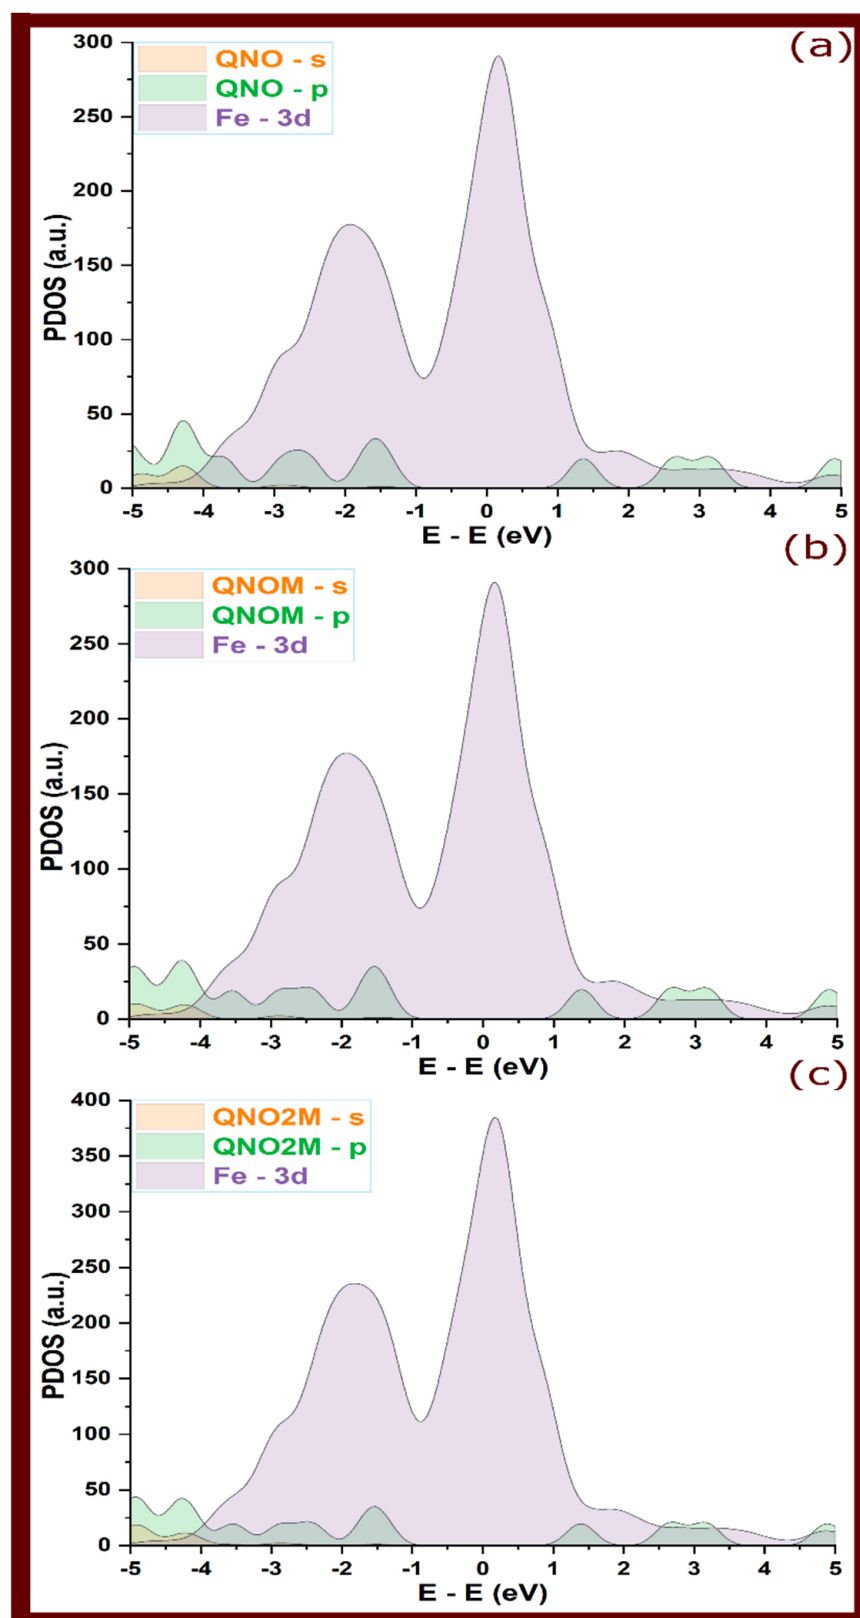 (a)
QNO - s
QNO - p
Fe - 3d
PDOS (a.u.)
300
250
200
150
100
50
0
-5 -4 -3 -2 -1 0 1 2 3 4 5
E - E (eV)
(b)
QNOM - s
QNOM - p
Fe - 3d
PDOS (a.u.)
300
250
200
150
100
50
0
-5 -4 -3 -2 -1 0 1 2 3 4 5
E - E (eV)
(c)
QNO2M - s
QNO2M - p
Fe - 3d
PDOS (a.u.)
400
350
300
250
200
150
100
50
0
-5 -4 -3 -2 -1 0 1 2 3 4 5
E - E (eV)